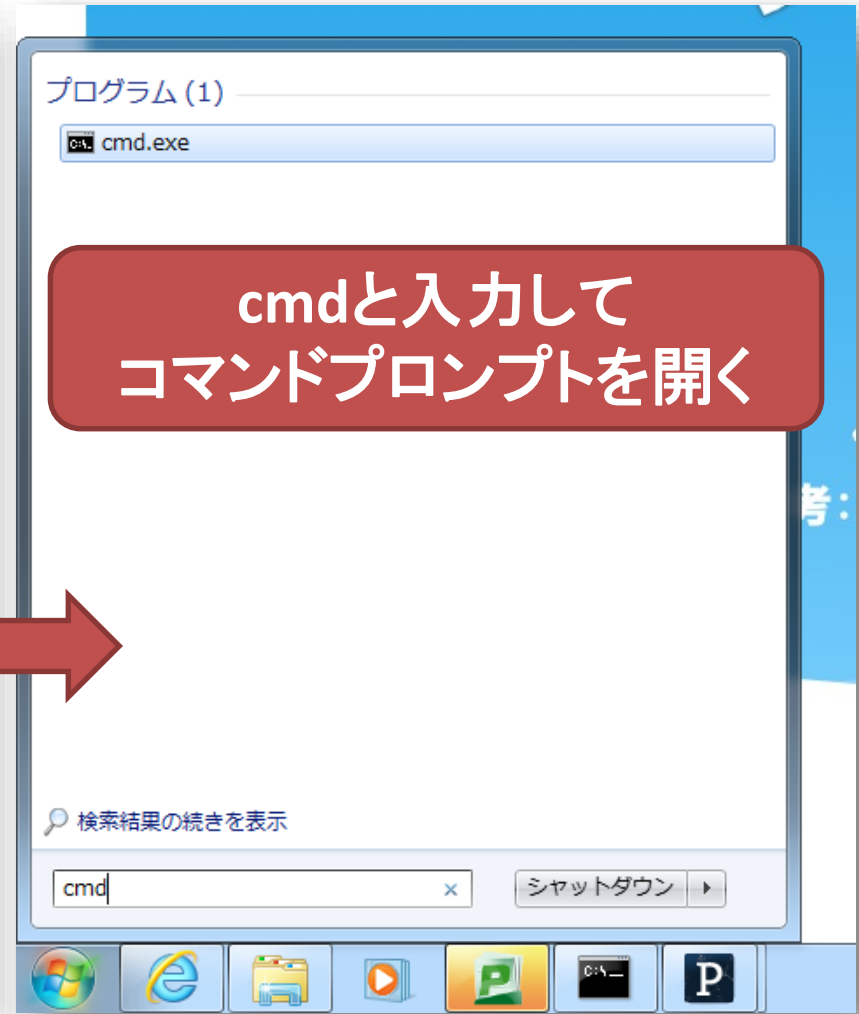 プログラム (1)
cmd.exe
cmdと入力して
コマンドプロンプトを開く
考：
検索結果の続きを表示
cmd
シャットダウン
C:\_
P
P